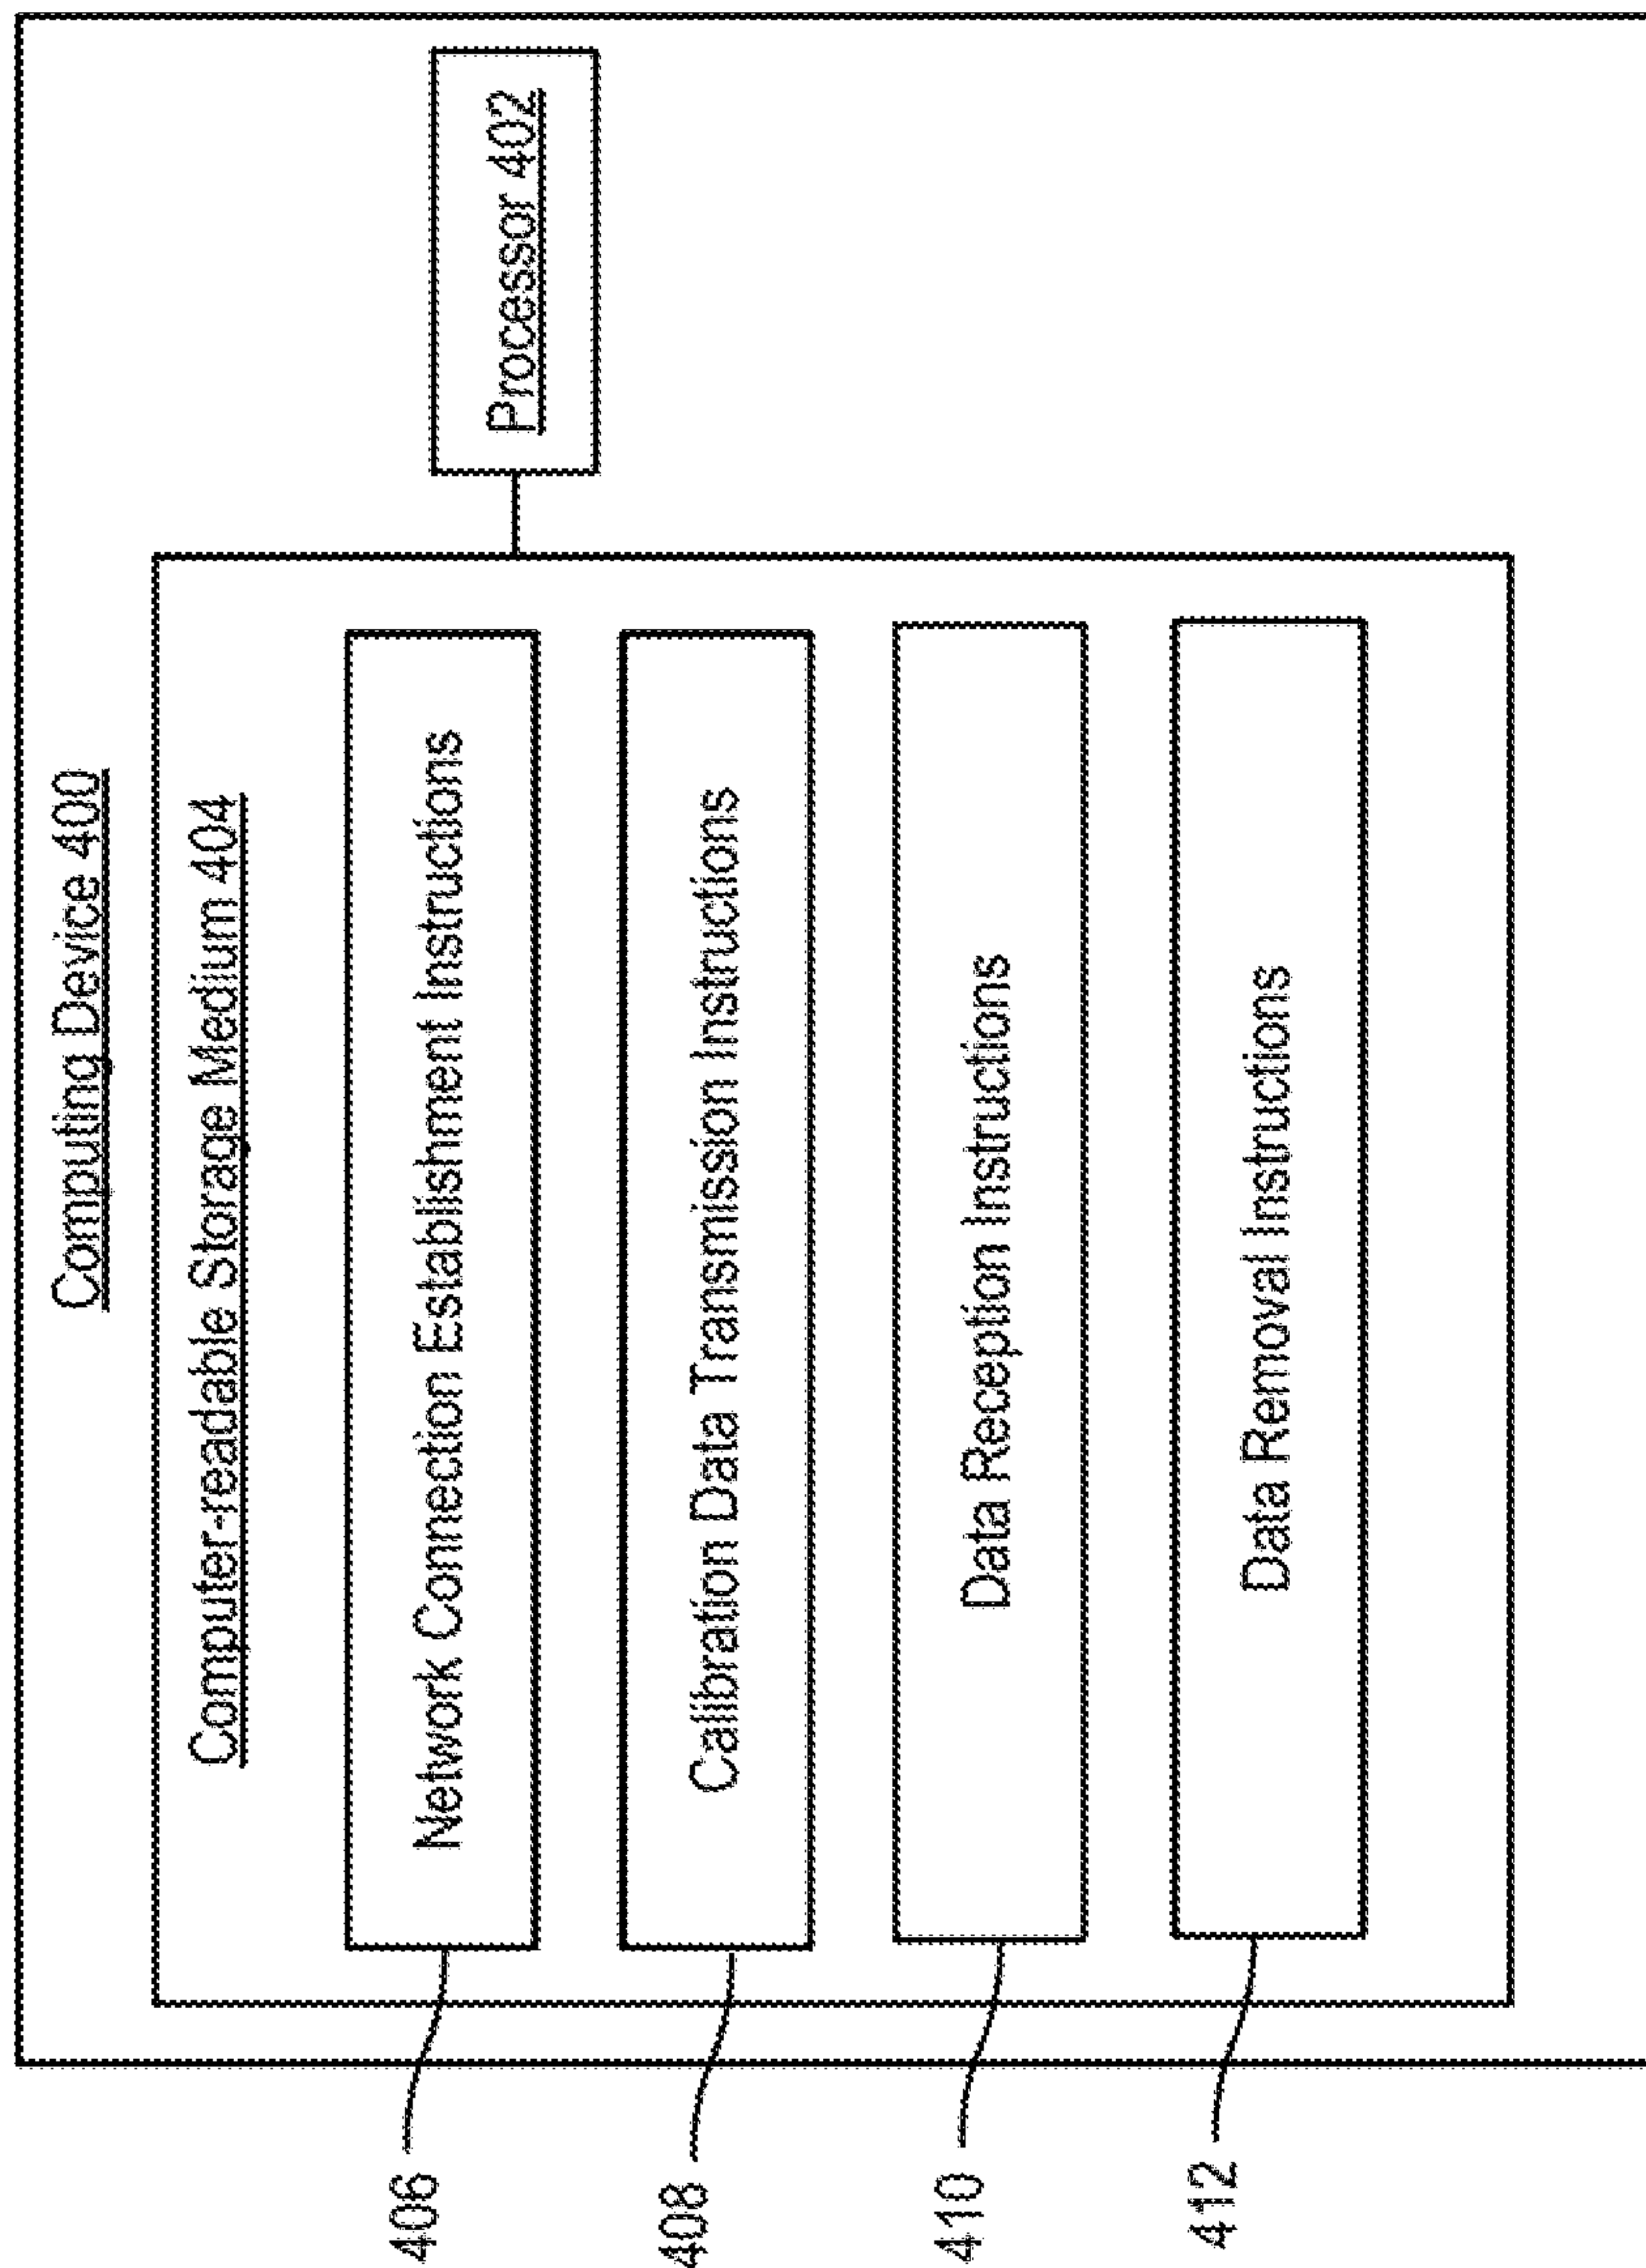 Computing Device 400
Computer-readable Storage Medium 404
Processor 402
406
Network Connection Establishment Instructions
408
Calibration Data Transmission Instructions
410
Data Reception Instructions
412
Data Removal Instructions